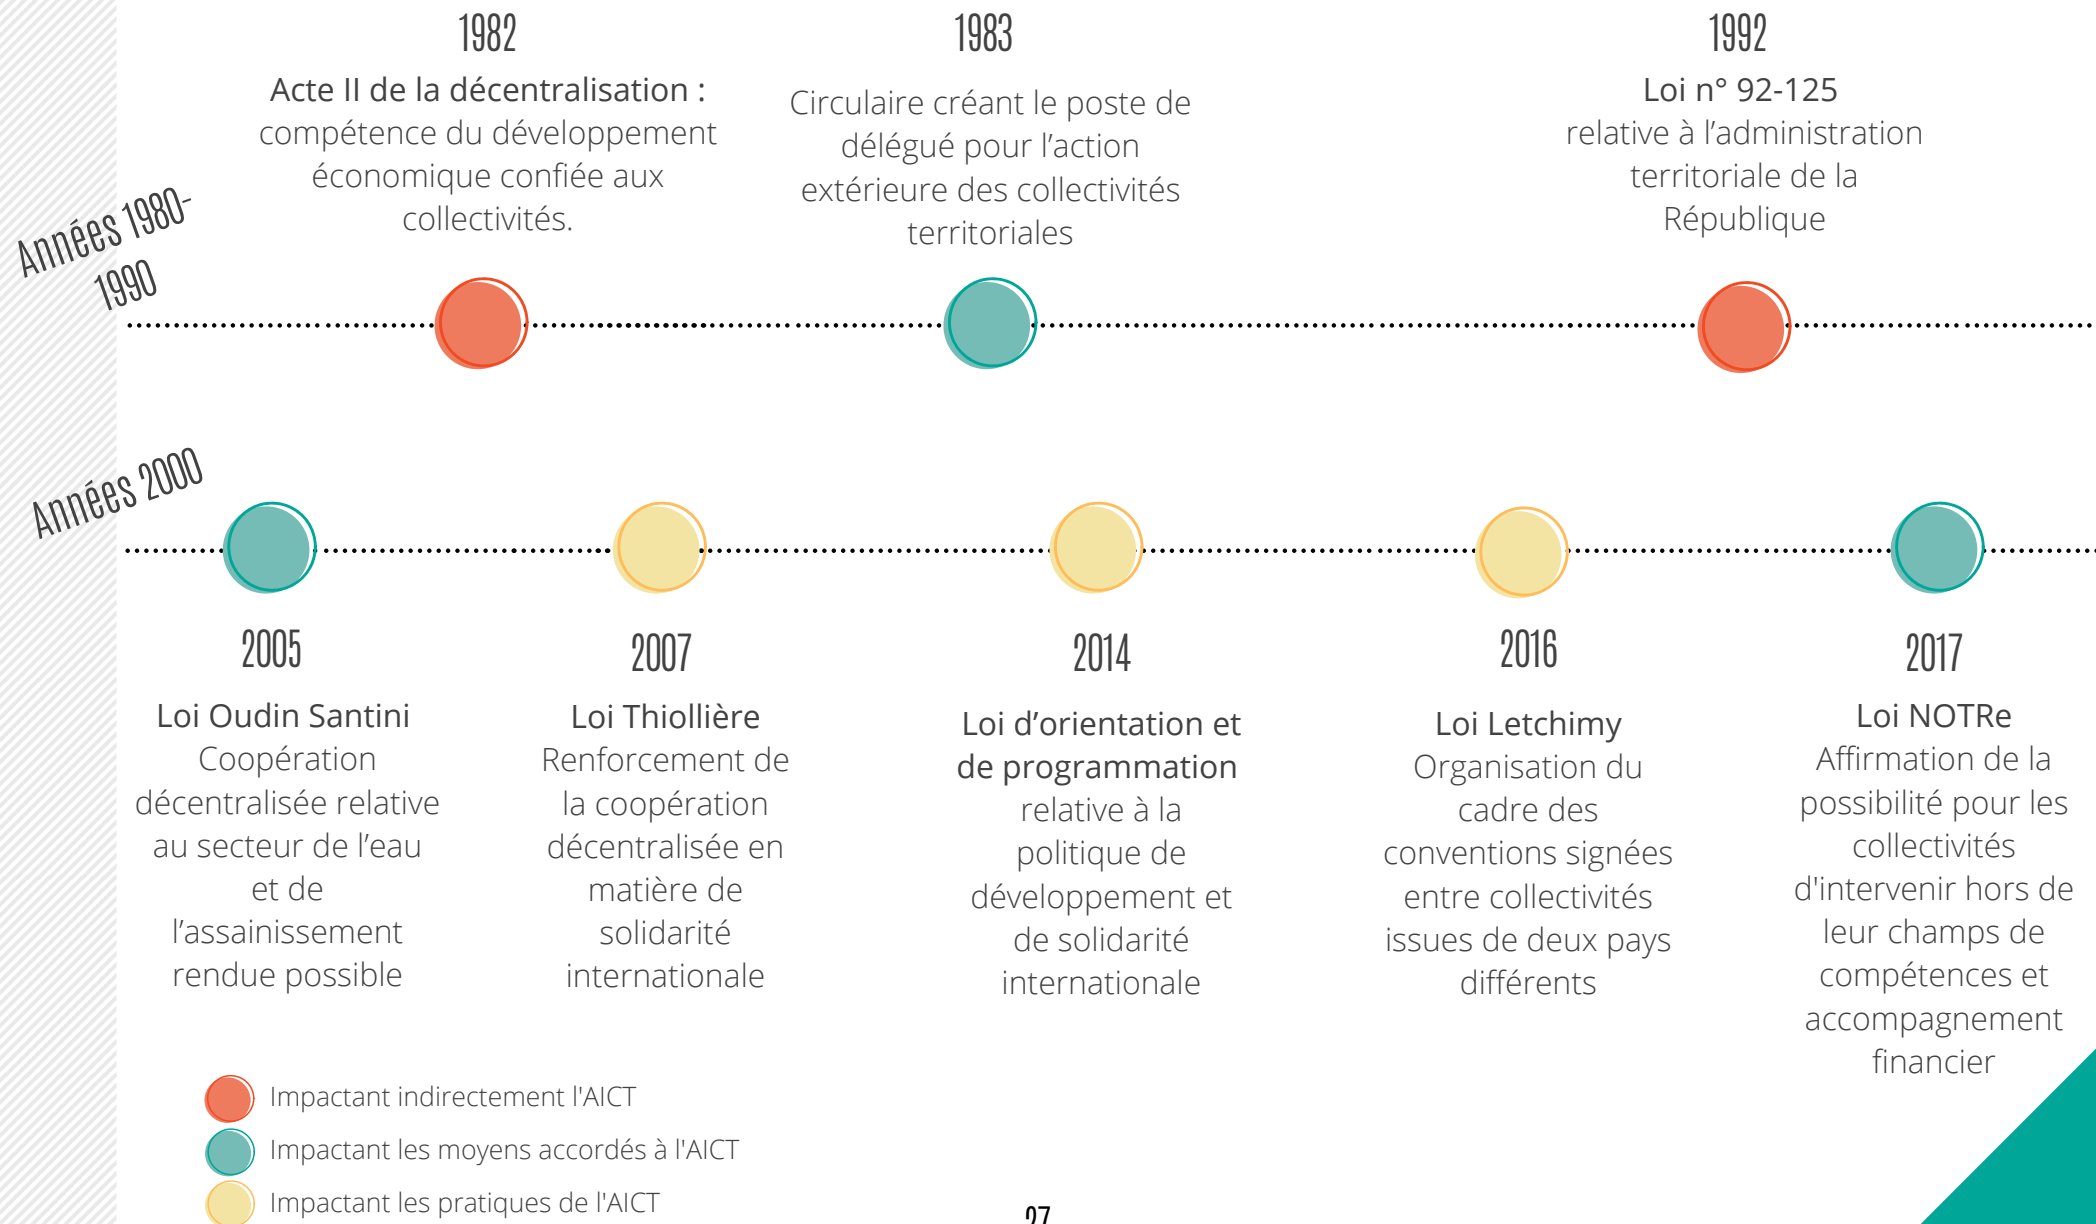 1982
Acte II de la décentralisation :
compétence du développement
économique confiée aux
collectivités.
1983
Circulaire créant le poste de
délégué pour l’action
extérieure des collectivités
territoriales
1992
Loi n° 92-125
relative à l’administration
territoriale de la
République
Années 1980-
1990
Années 2000
2005
Loi Oudin Santini
Coopération
décentralisée relative
au secteur de l’eau
et de
l’assainissement
rendue possible
2007
Loi Thiollière
Renforcement de
la coopération
décentralisée en
matière de
solidarité
internationale
2014
Loi d’orientation et
de programmation
relative à la
politique de
développement et
de solidarité
internationale
2016
Loi Letchimy
Organisation du
cadre des
conventions signées
entre collectivités
issues de deux pays
différents
2017
Loi NOTRe
Affirmation de la
possibilité pour les
collectivités
d'intervenir hors de
leur champs de
compétences et
accompagnement
financier
Impactant indirectement l'AICT
Impactant les moyens accordés à l'AICT
Impactant les pratiques de l'AICT
27